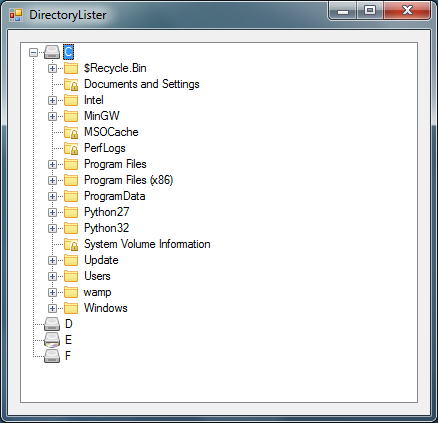 DirectoryLister
C
$Recycle.Bin
Documents and Settings
Intel
MinGW
MSOCache
PerfLogs
Program Files
Program Files (x86)
ProgramData
Python27
Python32
System Volume Information
Update
Users
wamp
Windows
D
E
F